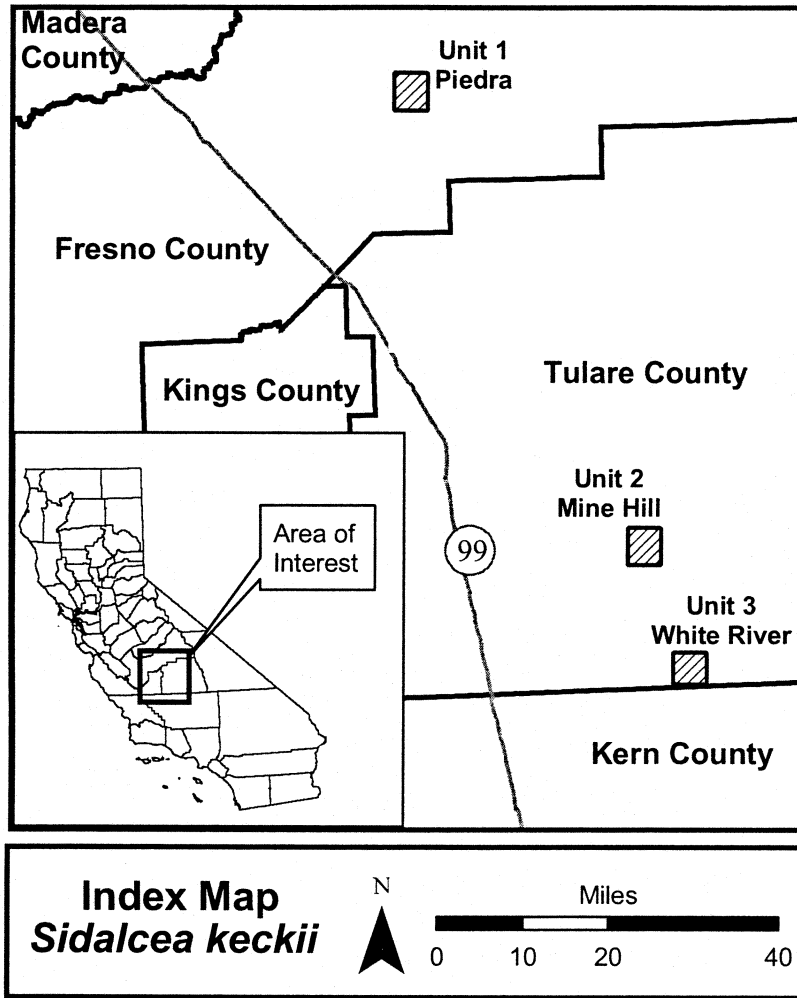 Madera
County
Unit 1
Piedra
Fresno County
Kings County
Tulare County
Unit 2
Mine Hill
Area of
Interest
99
Unit 3
White River
Kern County
Index Map
Sidalcea keckii
N
Miles
0 10 20 40